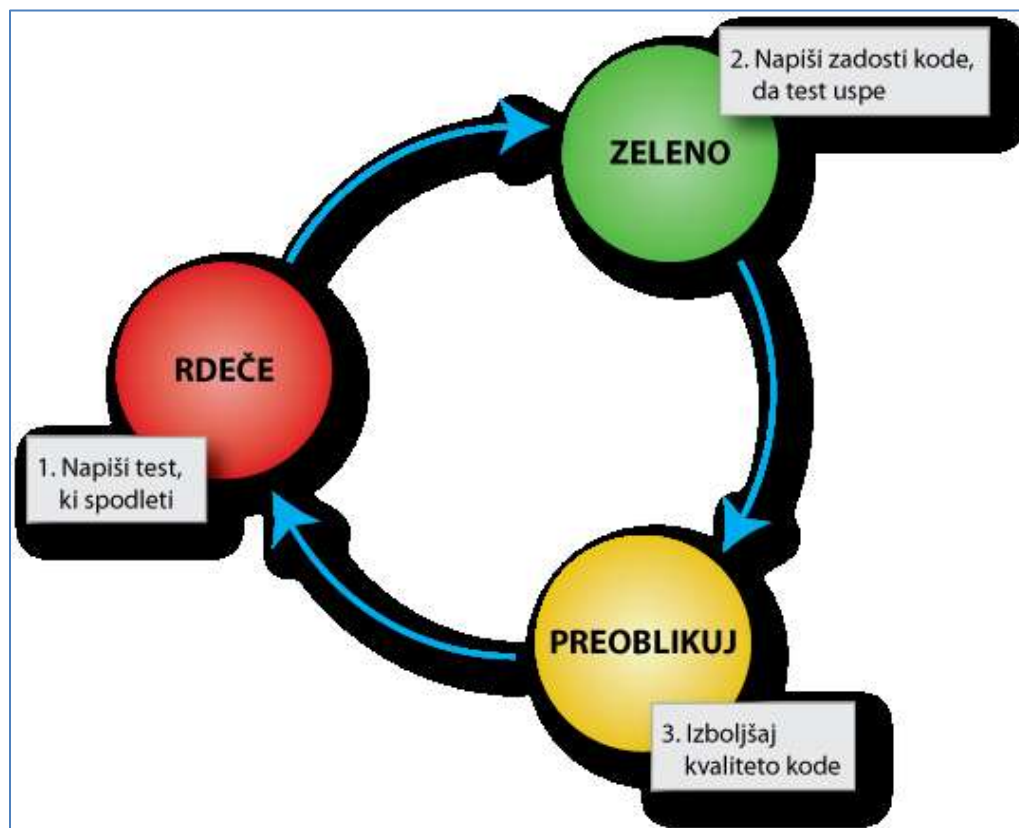 RDEČE
1. Napiši test,
ki spodleti
ZELENO
2. Napiši zadosti kode,
da test uspe
PREOBLIKUJ
3. Izboljšaj
kvaliteto kode